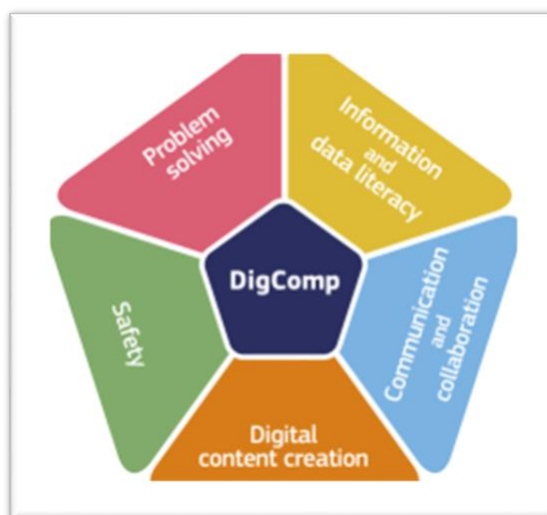 Problem
solving
Information
and
data literacy
DigComp
Safety
Communication
and
collaboration
Digital
content creation